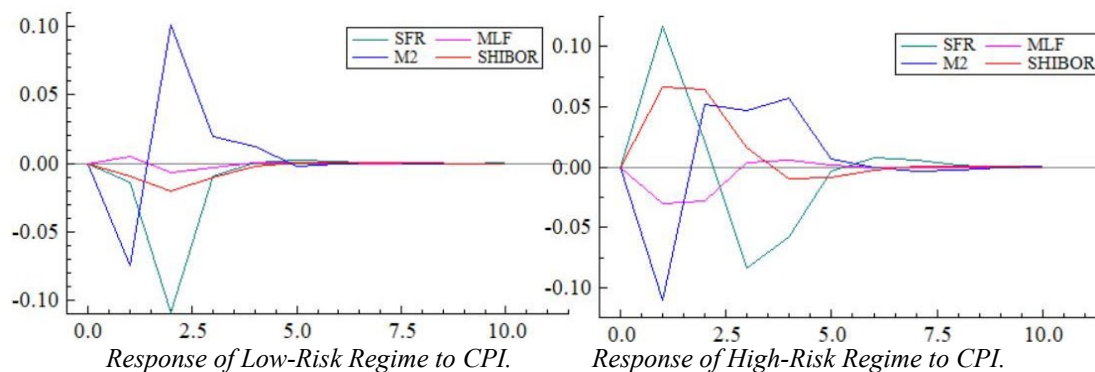 0.10
0.05
0.00
-0.05
-0.10
SFR MLF
M2 SHIBOR
0.0 2.5 5.0 7.5 10.0
Response of Low-Risk Regime to CPI.
0.10
0.05
0.00
-0.05
-0.10
SFR MLF
M2 SHIBOR
0.0 2.5 5.0 7.5 10.0
Response of High-Risk Regime to CPI.